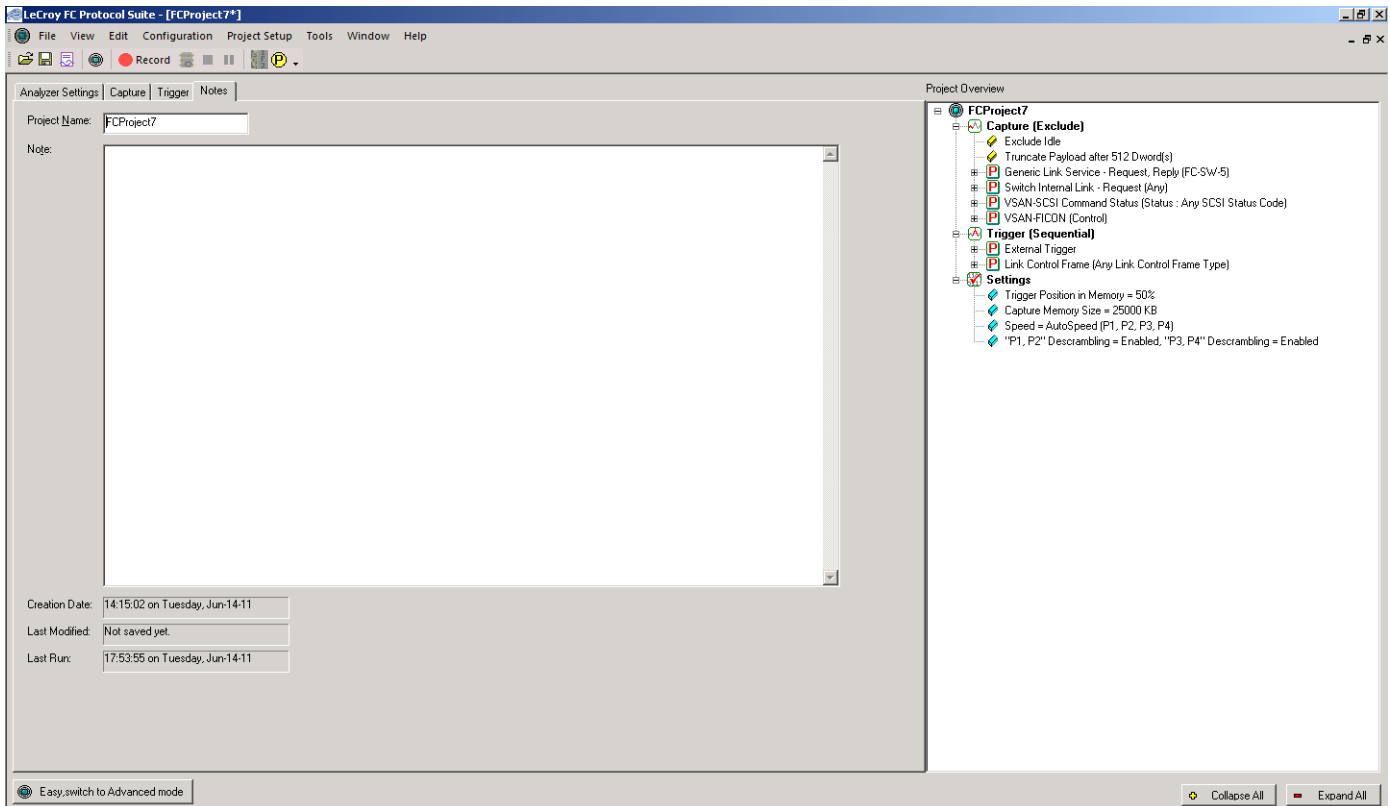 LeCroy FC Protocol Suite - [FCProject7*]
File View Edit Configuration Project Setup Tools Window Help
Record
Analyzer Settings Capture Trigger Notes
Project Name: FCProject7
Note:
Creation Date: 14:15:02 on Tuesday, Jun-14-11
Last Modified: Not saved yet.
Last Run: 17:53:55 on Tuesday, Jun-14-11
Easy,switch to Advanced mode
Project Overview
FCProject7
Capture (Exclude)
Exclude Idle
Truncate Payload after 512 Dword(s)
P Generic Link Service - Request, Reply (FC-SW-5)
P Switch Internal Link - Request (Any)
P VSAN-SCSI Command Status (Status : Any SCSI Status Code)
P VSAN-FICON (Control)
Trigger (Sequential)
P External Trigger
P Link Control Frame (Any Link Control Frame Type)
Settings
Trigger Position in Memory = 50%
Capture Memory Size = 25000 KB
Speed = AutoSpeed (P1, P2, P3, P4)
"P1, P2" Descrambling = Enabled, "P3, P4" Descrambling = Enabled
Collapse All Expand All